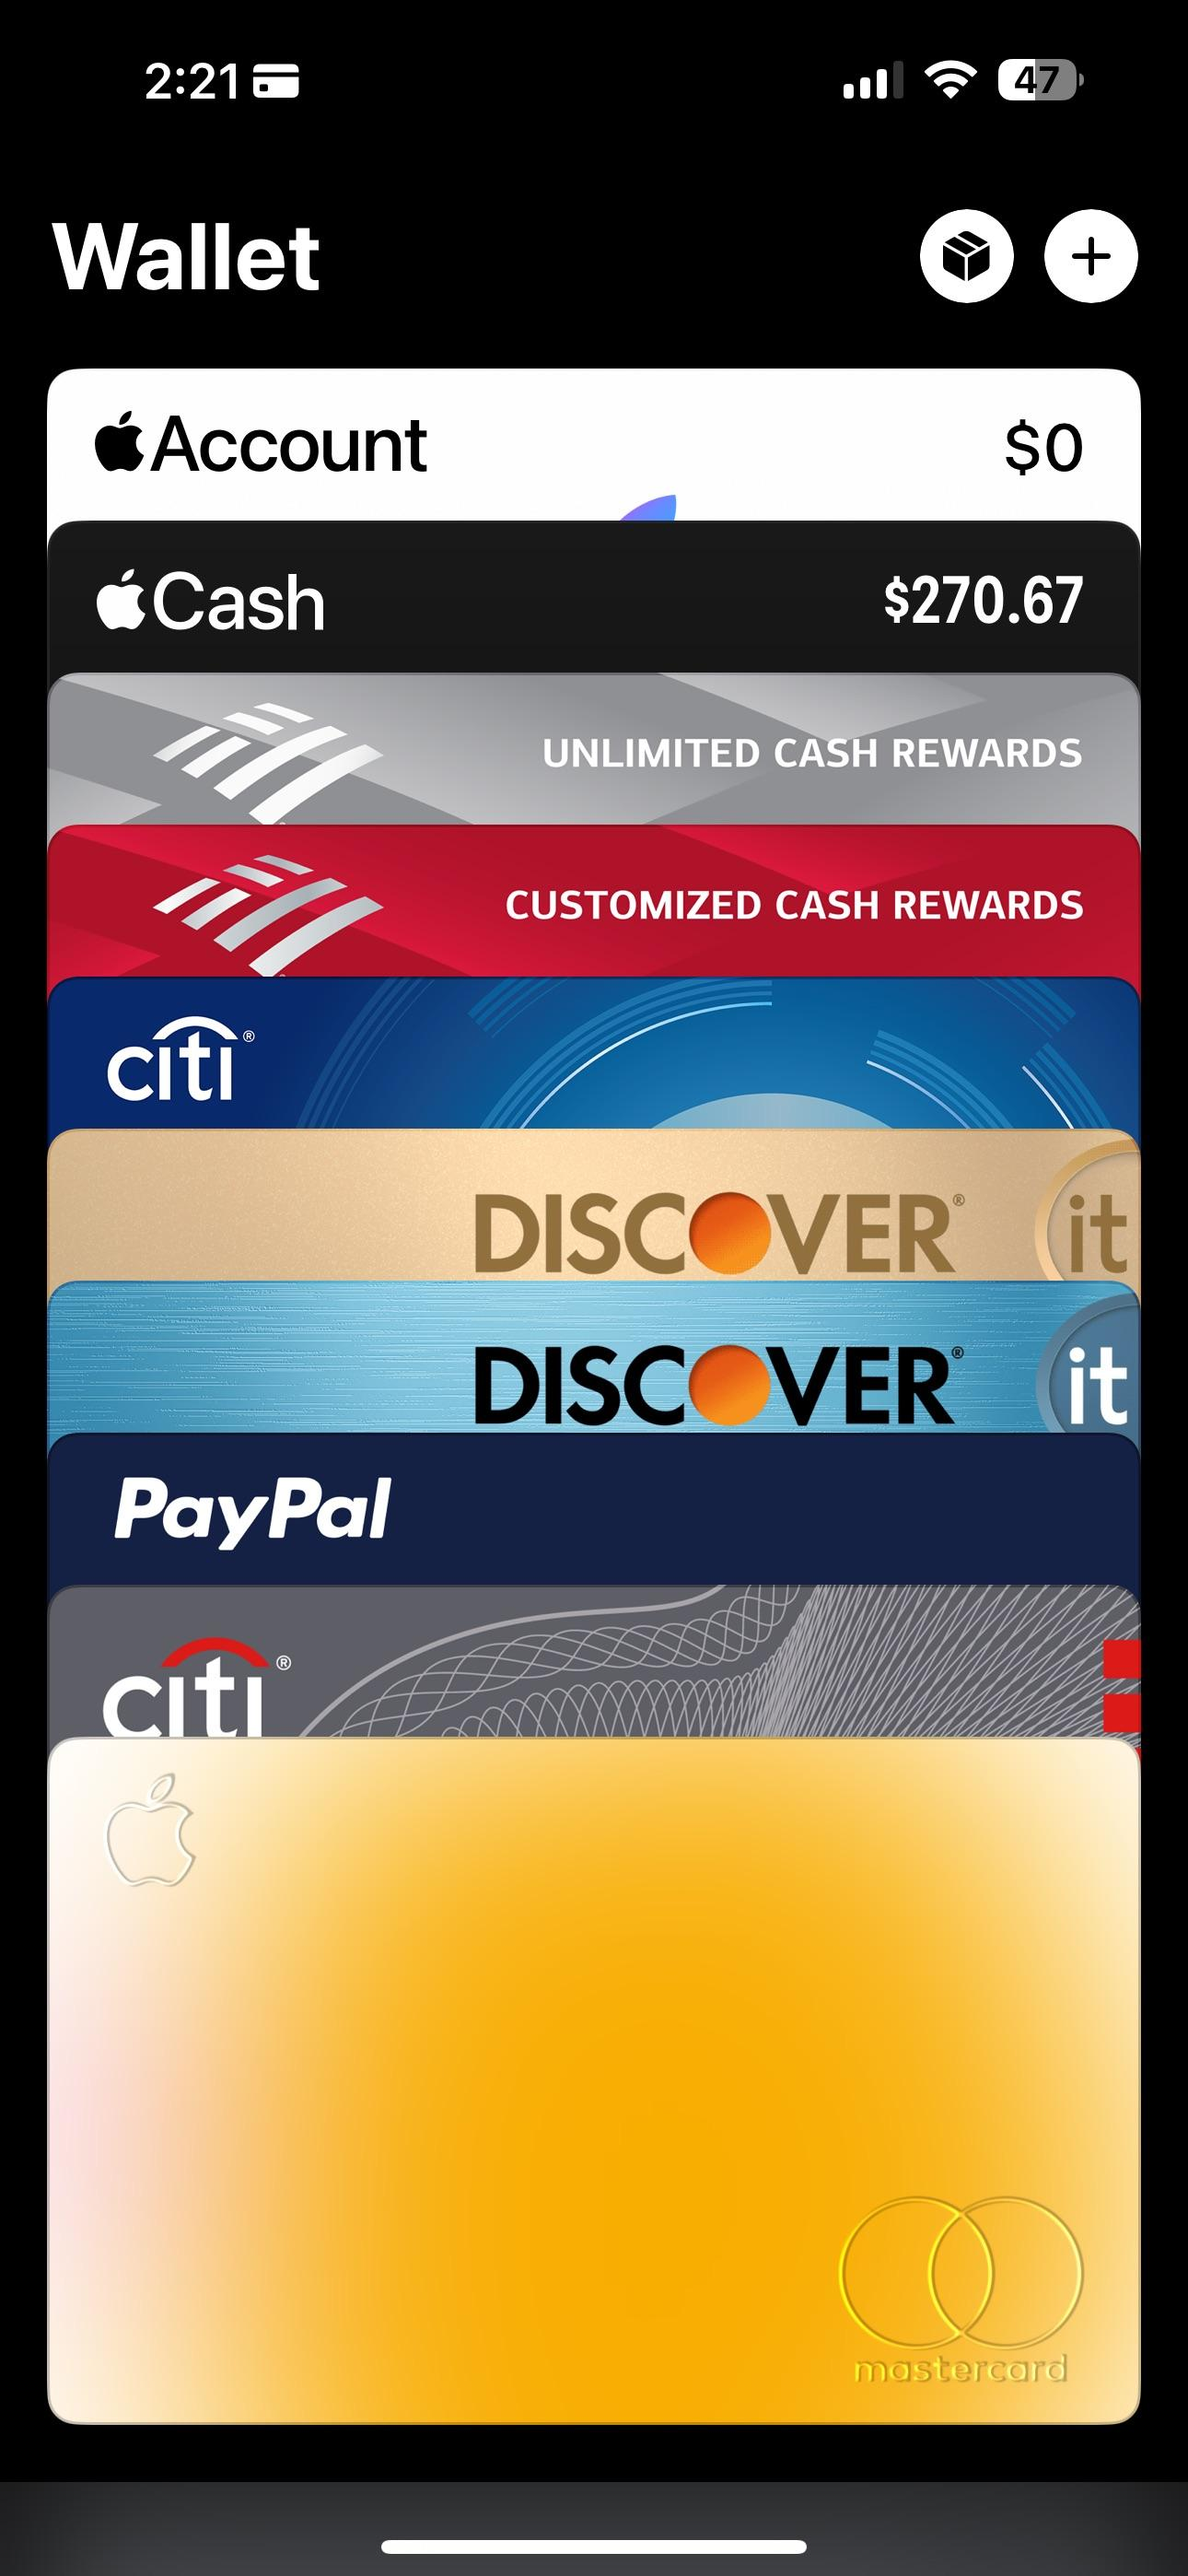 2:21
47
Wallet
Account $0
Cash $270.67
UNLIMITED CASH REWARDS
CUSTOMIZED CASH REWARDS
citi®
DISCOVER® it
DISCOVER® it
PayPal
citi®
mastercard